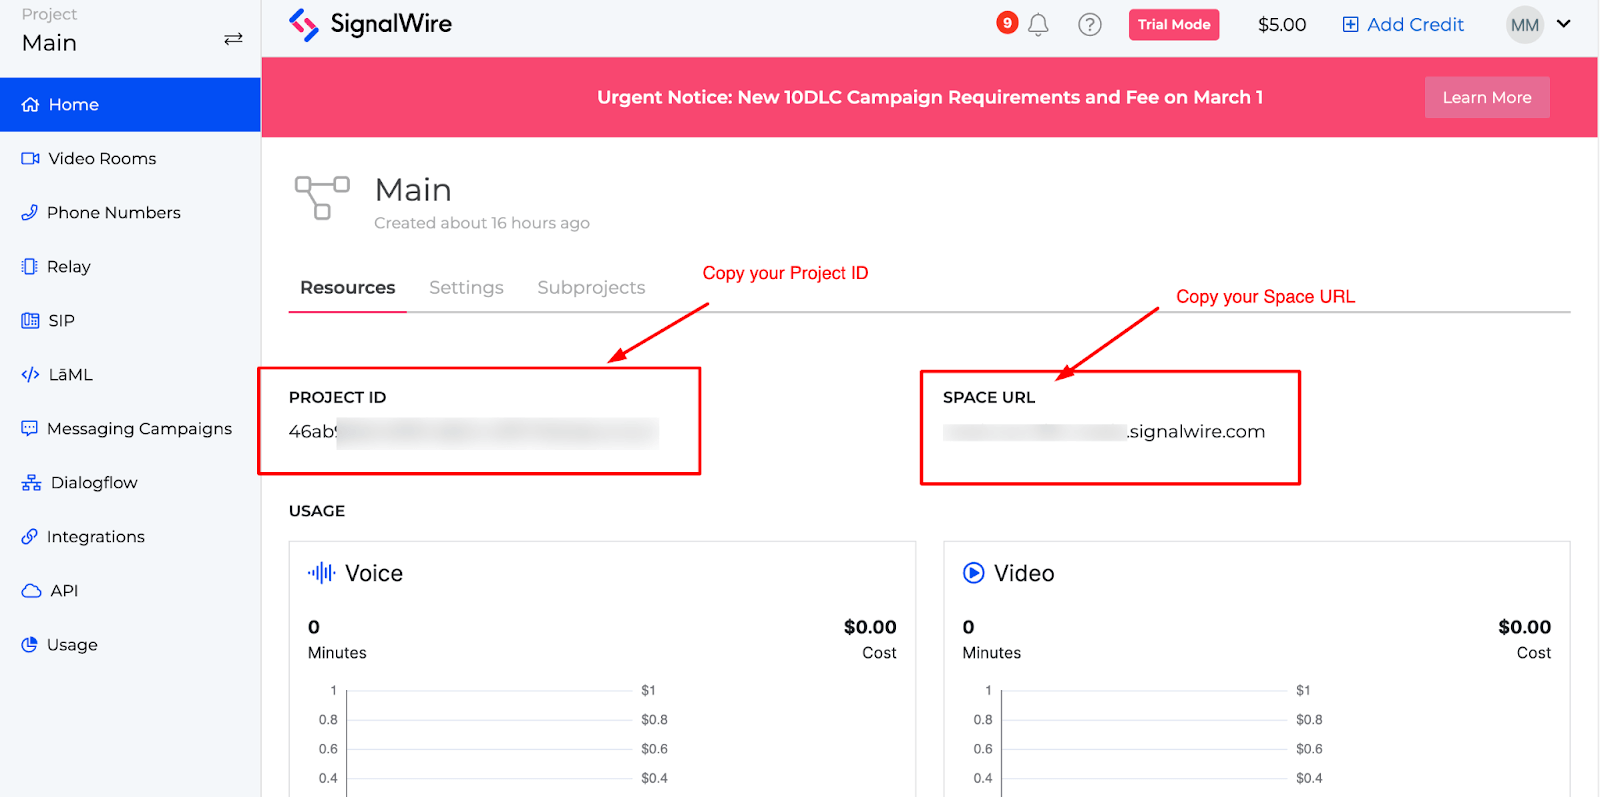 Project
Main
SignalWire
9
Trial Mode
$5.00
Add Credit
MM
Home
Video Rooms
Phone Numbers
Relay
SIP
LāML
Messaging Campaigns
Dialogflow
Integrations
API
Usage
Urgent Notice: New 10DLC Campaign Requirements and Fee on March 1
Learn More
Main
Created about 16 hours ago
Resources
Settings
Subprojects
Copy your Project ID
Copy your Space URL
PROJECT ID
46ab
SPACE URL
.signalwire.com
USAGE
Voice
0
$0.00
Minutes
Cost
1
$1
0.8
$0.8
0.6
$0.6
0.4
$0.4
Video
0
$0.00
Minutes
Cost
1
$1
0.8
$0.8
0.6
$0.6
0.4
$0.4